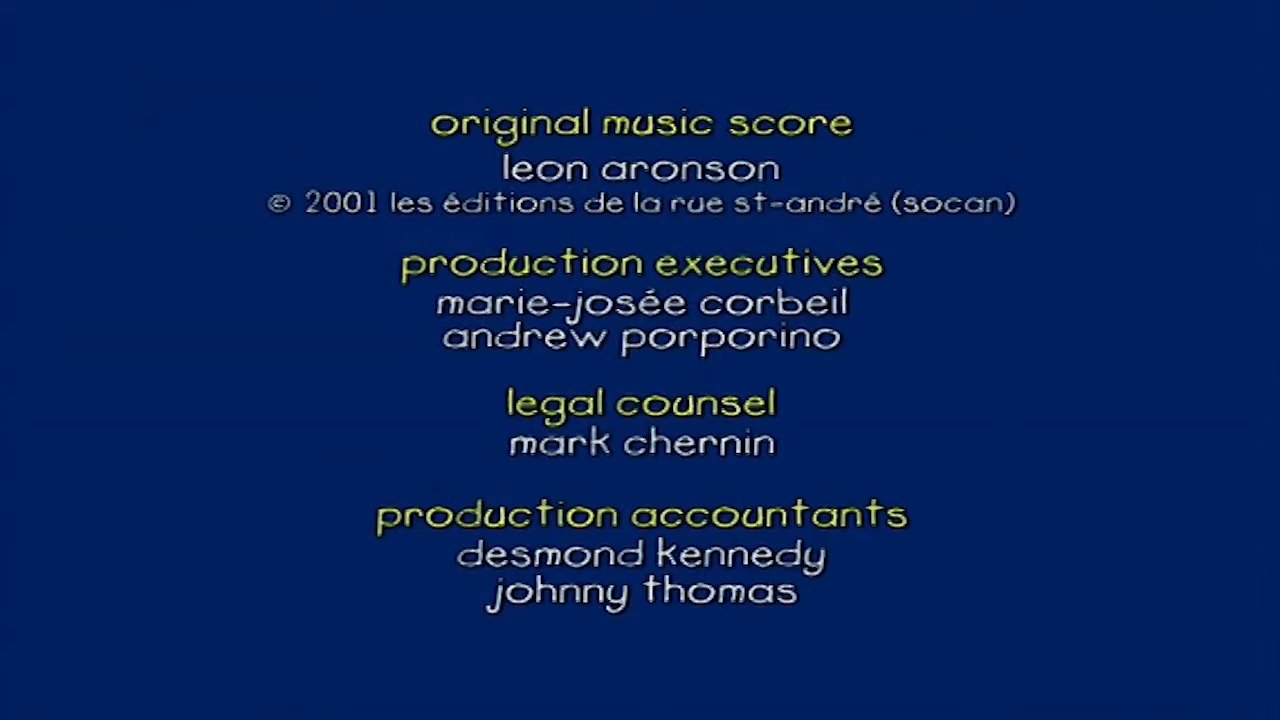 original music score
leon aronson
© 2001 les éditions de la rue st-andré (socan)
production executives
marie-josée corbeil
andrew porporino
legal counsel
mark chernin
production accountants
desmond kennedy
johnny thomas